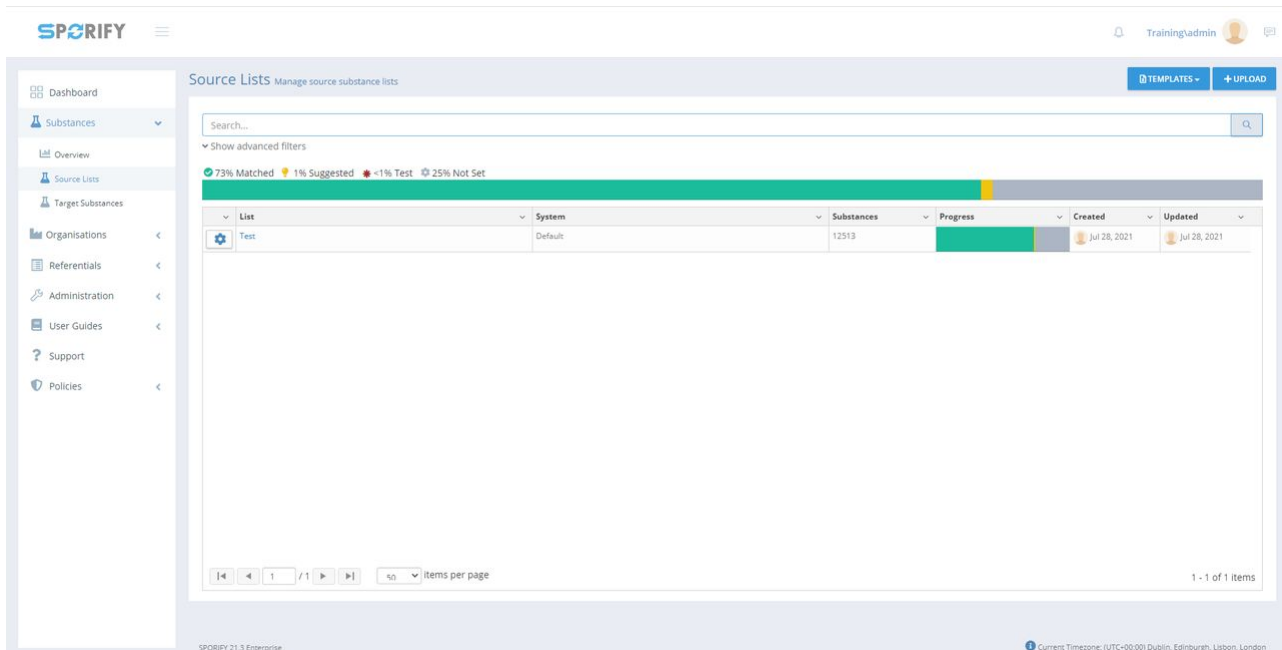 SPORIFY
Training\admin
Source Lists Manage source substance lists
TEMPLATES
+ UPLOAD
Dashboard
Substances
Overview
Source Lists
Target Substances
Organisations
Referentials
Administration
User Guides
? Support
Policies
Search...
Show advanced filters
73% Matched 1% Suggested <1% Test 25% Not Set
List System Substances Progress Created Updated
Test Default 12513 Jul 28, 2021 Jul 28, 2021
1 / 1 50 items per page
1 - 1 of 1 items
SPORIFY 21.3 Enterprise
Current Timezone: (UTC+00:00) Dublin, Edinburgh, Lisbon, London